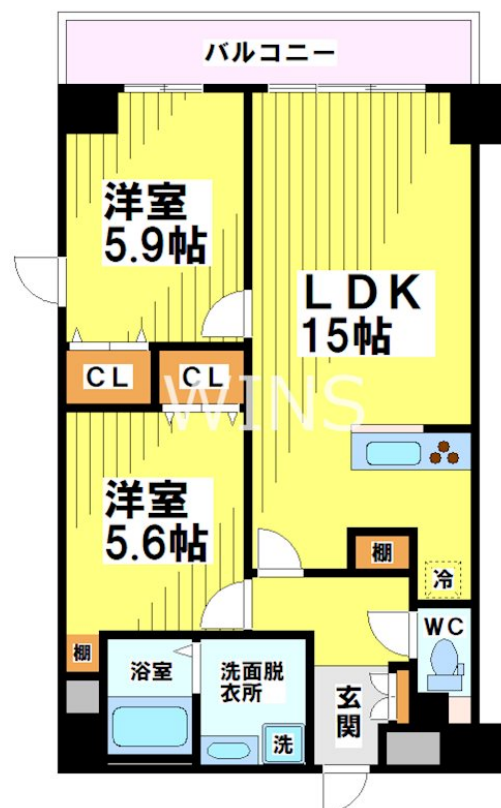 バルコニー
洋室
5.9帖
LDK
15帖
CL
CL
WINS
洋室
5.6帖
棚
冷
棚
浴室
洗面脱
衣所
洗
玄
関
WC